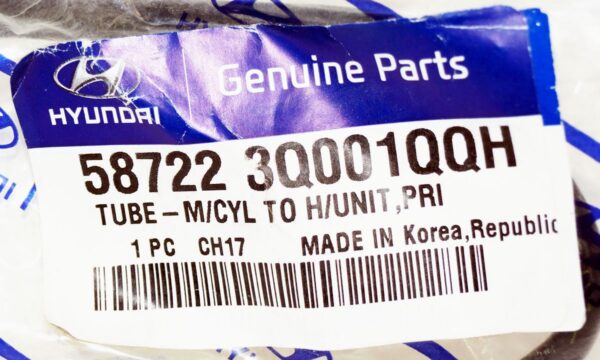 HYUNDAI
Genuine Parts
58722 3Q001QQH
TUBE-M/CYL TO H/UNIT,PRI
1 PC CH17 MADE IN Korea,Republic